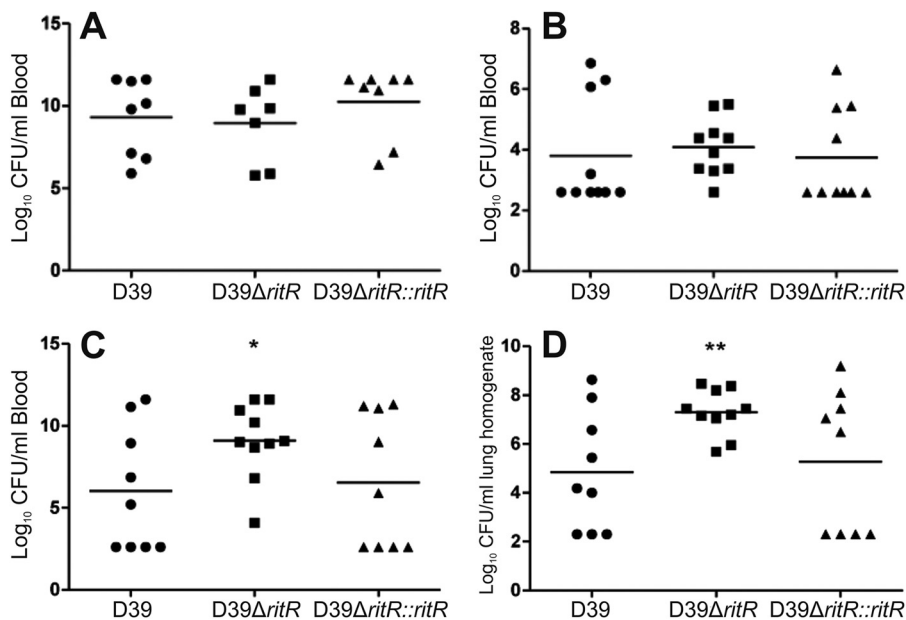 A
Log₁₀ CFU/ml Blood
15
10
5
0
D39 D39ΔritR D39ΔritR::ritR
B
Log₁₀ CFU/ml Blood
8
6
4
2
0
D39 D39ΔritR D39ΔritR::ritR
C
*
Log₁₀ CFU/ml Blood
15
10
5
0
D39 D39ΔritR D39ΔritR::ritR
D
**
Log₁₀ CFU/ml lung homogenate
10
8
6
4
2
0
D39 D39ΔritR D39ΔritR::ritR